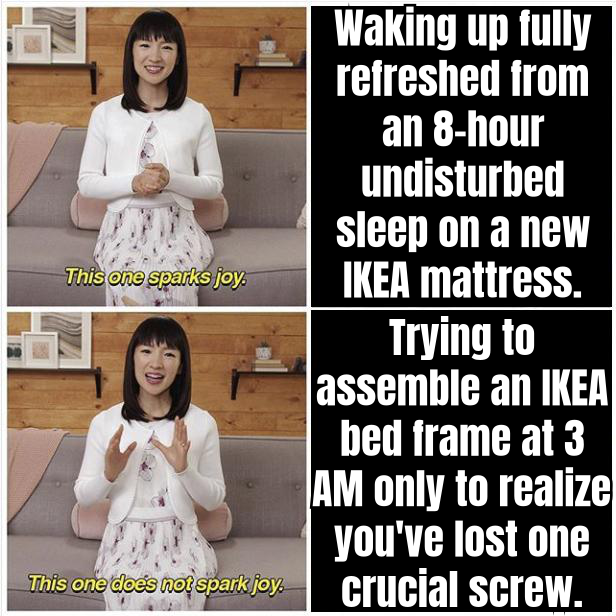 This one sparks joy.
Waking up fully
refreshed from
an 8-hour
undisturbed
sleep on a new
IKEA mattress.
This one does not spark joy.
Trying to
assemble an IKEA
bed frame at 3
AM only to realize
you've lost one
crucial screw.